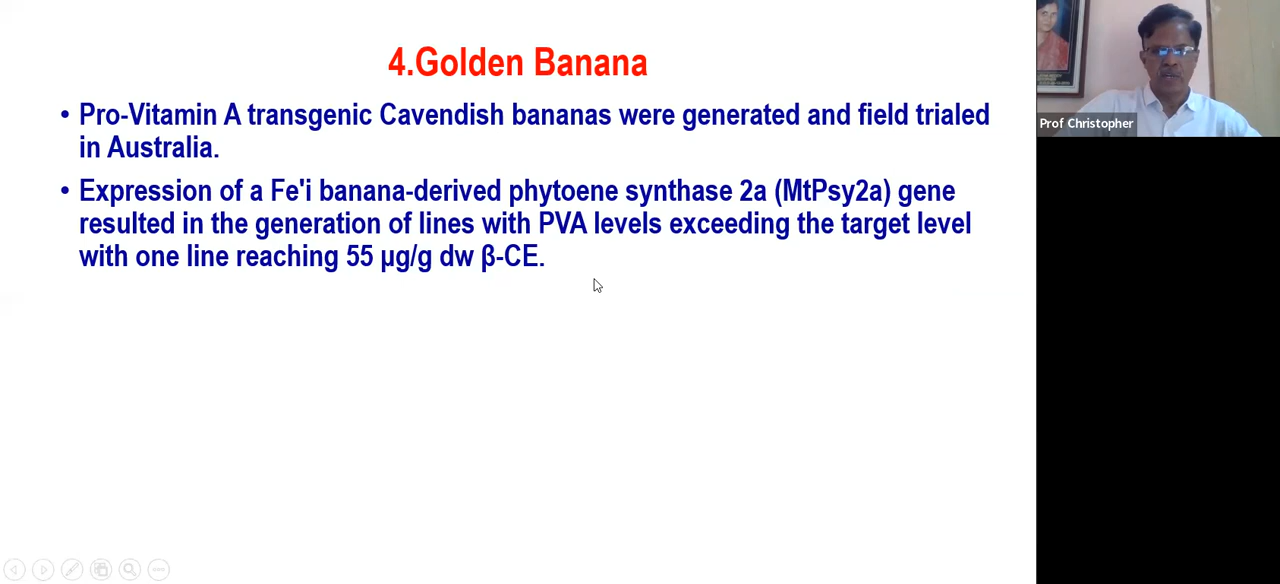 4.Golden Banana
• Pro-Vitamin A transgenic Cavendish bananas were generated and field trialed
in Australia.
• Expression of a Fe'i banana-derived phytoene synthase 2a (MtPsy2a) gene
resulted in the generation of lines with PVA levels exceeding the target level
with one line reaching 55 µg/g dw β-CE.
Prof Christopher